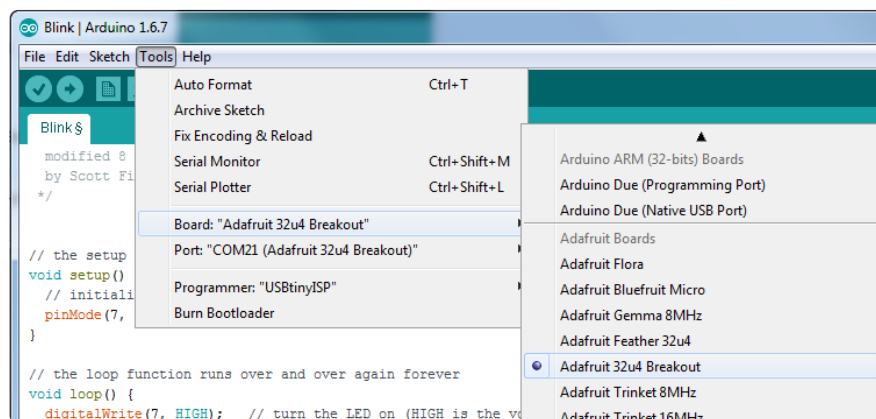 Blink | Arduino 1.6.7
File Edit Sketch Tools Help
Auto Format Ctrl+T
Archive Sketch
Fix Encoding & Reload
Serial Monitor Ctrl+Shift+M
Serial Plotter Ctrl+Shift+L
Board: "Adafruit 32u4 Breakout"
Port: "COM21 (Adafruit 32u4 Breakout)"
Programmer: "USBtinyISP"
Burn Bootloader
Arduino ARM (32-bits) Boards
Arduino Due (Programming Port)
Arduino Due (Native USB Port)
Adafruit Boards
Adafruit Flora
Adafruit Bluefruit Micro
Adafruit Gemma 8MHz
Adafruit Feather 32u4
Adafruit 32u4 Breakout
Adafruit Trinket 8MHz
Adafruit Trinket 16MHz
Blink §
modified 8
by Scott Fi
*/
// the setup
void setup()
// initiali
pinMode(7,
}
// the loop function runs over and over again forever
void loop() {
digitalWrite(7, HIGH); // turn the LED on (HIGH is the vo